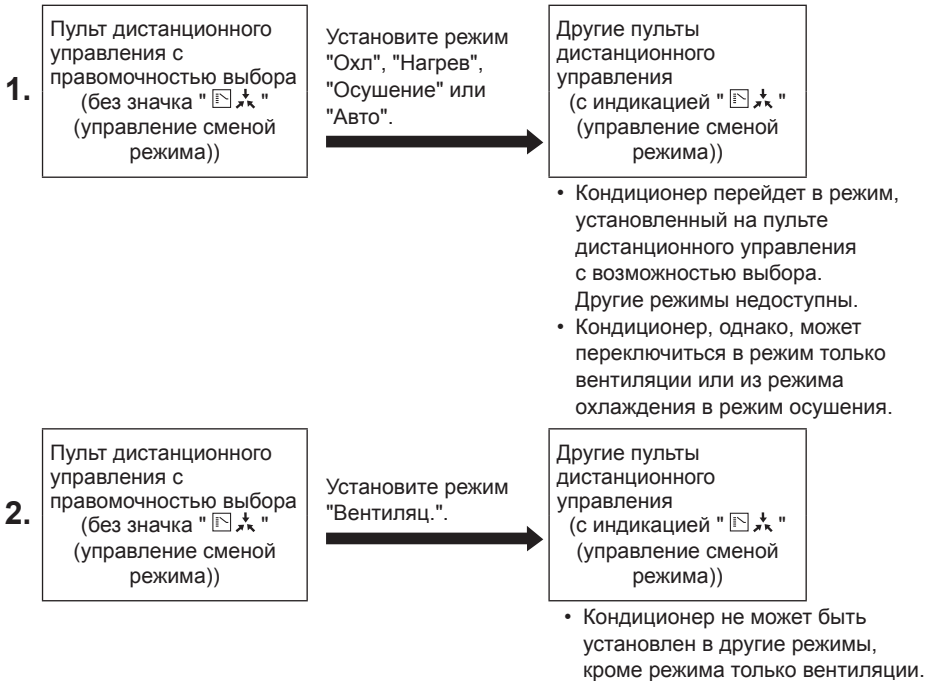 1.
Пульт дистанционного
управления с
правомочностью выбора
(без значка " "
(управление сменой
режима))
Установите режим
"Охл", "Нагрев",
"Осушение" или
"Авто".
Другие пульты
дистанционного
управления
(с индикацией " "
(управление сменой
режима))
• Кондиционер перейдет в режим,
установленный на пульте
дистанционного управления
с возможностью выбора.
Другие режимы недоступны.
• Кондиционер, однако, может
переключиться в режим только
вентиляции или из режима
охлаждения в режим осушения.
2.
Пульт дистанционного
управления с
правомочностью выбора
(без значка " "
(управление сменой
режима))
Установите режим
"Вентиляц.".
Другие пульты
дистанционного
управления
(с индикацией " "
(управление сменой
режима))
• Кондиционер не может быть
установлен в другие режимы,
кроме режима только вентиляции.